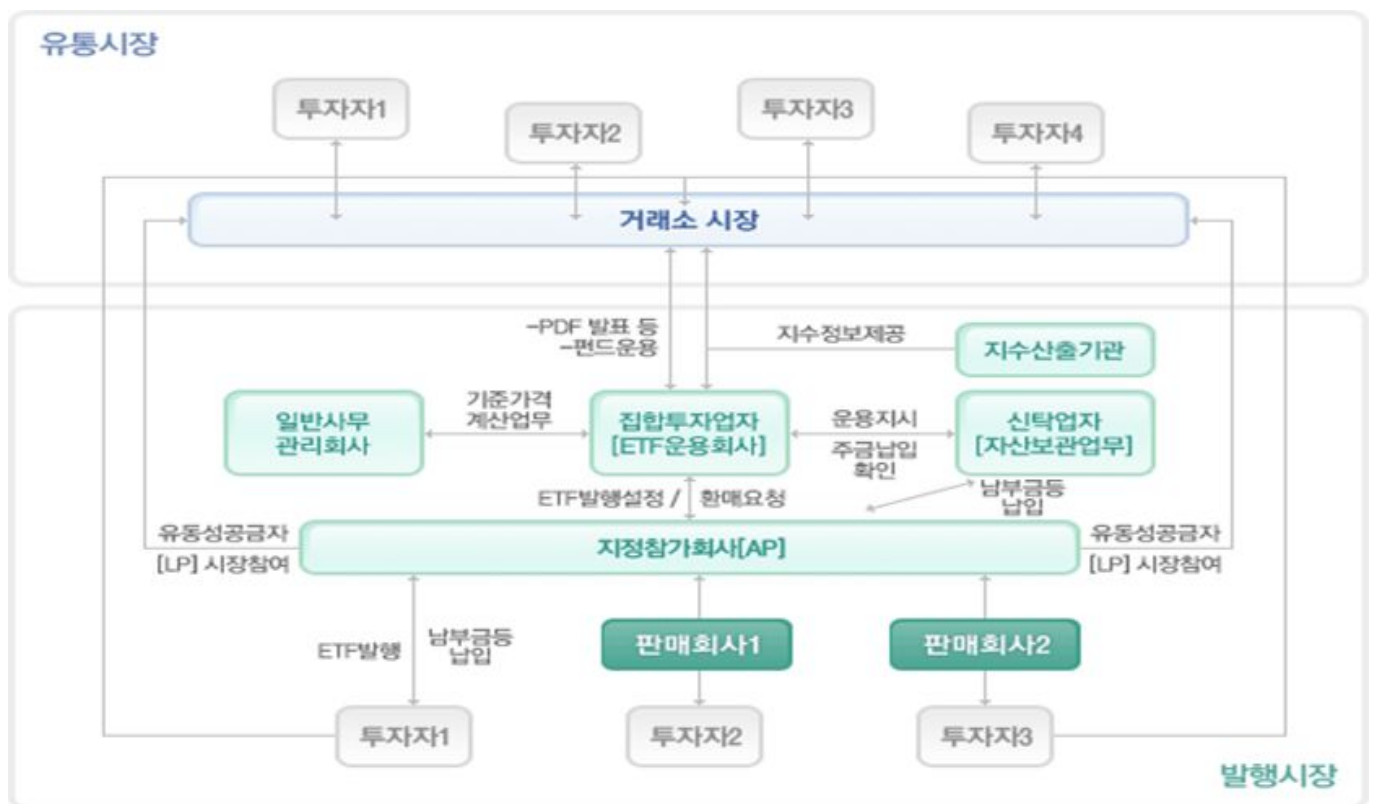 유통시장
투자자1
투자자2
투자자3
투자자4
거래소 시장
-PDF 발표 등
-펀드운용
지수정보제공
지수산출기관
일반사무
관리회사
기준가격
계산업무
집합투자업자
[ETF운용회사]
운용지시
주금납입
확인
신탁업자
[자산보관업무]
ETF발행설정 /
환매요청
남부금등
납입
유동성공급자
[LP] 시장참여
지정참가회사[AP]
유동성공급자
[LP] 시장참여
ETF발행
남부금등
납입
판매회사1
판매회사2
투자자1
투자자2
투자자3
발행시장